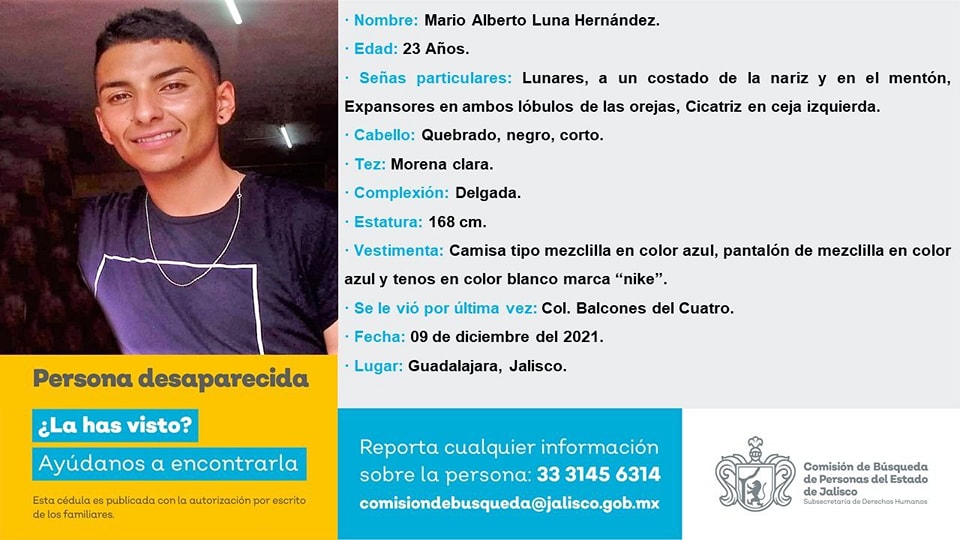 · Nombre: Mario Alberto Luna Hernández.
· Edad: 23 Años.
· Señas particulares: Lunares, a un costado de la nariz y en el mentón,
Expansores en ambos lóbulos de las orejas, Cicatriz en ceja izquierda.
· Cabello: Quebrado, negro, corto.
· Tez: Morena clara.
· Complexión: Delgada.
· Estatura: 168 cm.
· Vestimenta: Camisa tipo mezclilla en color azul, pantalón de mezclilla en color
azul y tenos en color blanco marca “nike”.
· Se le vió por última vez: Col. Balcones del Cuatro.
· Fecha: 09 de diciembre del 2021.
· Lugar: Guadalajara, Jalisco.
Persona desaparecida
¿La has visto?
Ayúdanos a encontrarla
Esta cédula es publicada con la autorización por escrito
de los familiares.
Reporta cualquier información
sobre la persona: 33 3145 6314
comisiondebusqueda@jalisco.gob.mx
Comisión de Búsqueda
de Personas del Estado
de Jalisco
Subsecretaría de Derechos Humanos